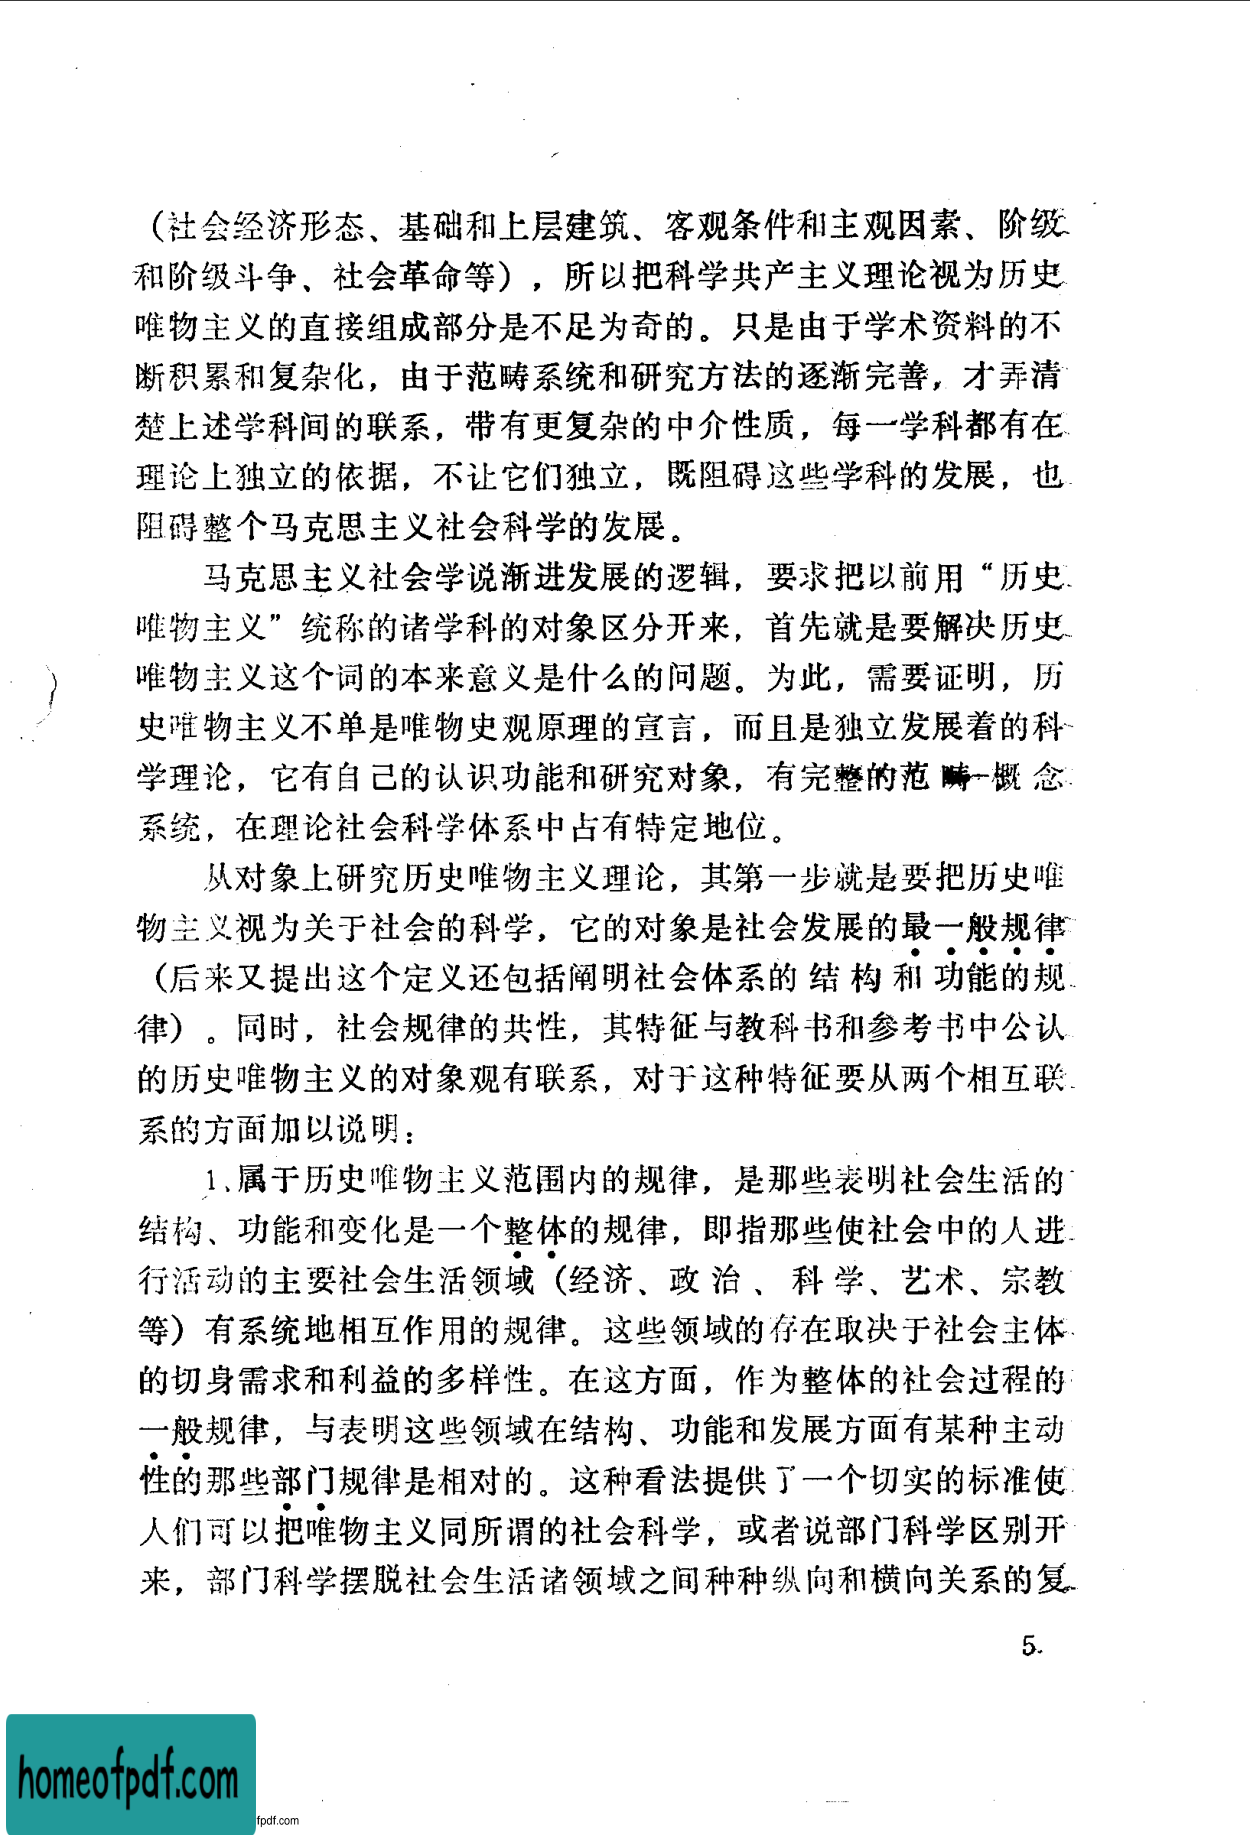 （社会经济形态、基础和上层建筑、客观条件和主观因素、阶级
和阶级斗争、社会革命等），所以把科学共产主义理论视为历史
唯物主义的直接组成部分是不足为奇的。只是由于学术资料的不
断积累和复杂化，由于范畴系统和研究方法的逐渐完善，才弄清
楚上述学科间的联系，带有更复杂的中介性质，每一学科都有在
理论上独立的依据，不让它们独立，既阻碍这些学科的发展，也
阻碍整个马克思主义社会科学的发展。
马克思主义社会学说渐进发展的逻辑，要求把以前用“历史
唯物主义”统称的诸学科的对象区分开来，首先就是要解决历史
唯物主义这个词的本来意义是什么的问题。为此，需要证明，历
史唯物主义不单是唯物史观原理的宣言，而且是独立发展着的科
学理论，它有自己的认识功能和研究对象，有完整的范畴—概念
系统，在理论社会科学体系中占有特定地位。
从对象上研究历史唯物主义理论，其第一步就是要把历史唯
物主义视为关于社会的科学，它的对象是社会发展的最一般规律
（后来又提出这个定义还包括阐明社会体系的结构和功能的规
律）。同时，社会规律的共性，其特征与教科书和参考书中公认
的历史唯物主义的对象观有联系，对于这种特征要从两个相互联
系的方面加以说明：
1、属于历史唯物主义范围内的规律，是那些表明社会生活的
结构、功能和变化是一个整体的规律，即指那些使社会中的人进
行活动的主要社会生活领域（经济、政治、科学、艺术、宗教
等）有系统地相互作用的规律。这些领域的存在取决于社会主体
的切身需求和利益的多样性。在这方面，作为整体的社会过程的
一般规律，与表明这些领域在结构、功能和发展方面有某种主动
性的那些部门规律是相对的。这种看法提供了一个切实的标准使
人们可以把唯物主义同所谓的社会科学，或者说部门科学区别开
来，部门科学摆脱社会生活诸领域之间种种纵向和横向关系的复
5.
homeofpdf.com
fpdf.com